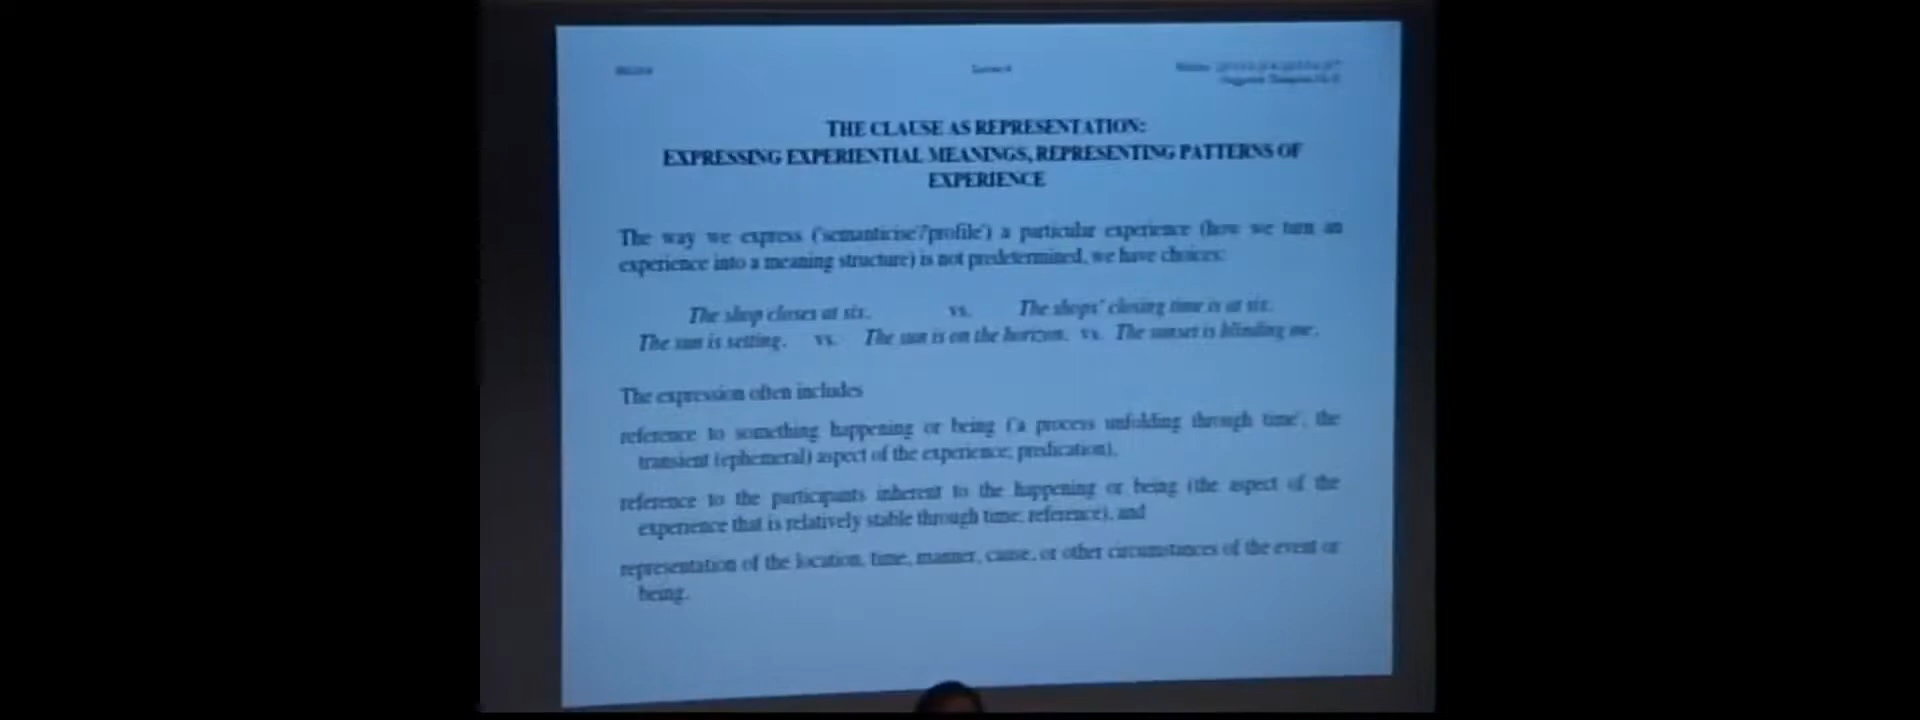 THE CLAUSE AS REPRESENTATION:
EXPRESSING EXPERIENTIAL MEANINGS, REPRESENTING PATTERNS OF
EXPERIENCE
The way we express ('semanticise'/'profile') a particular experience (how we turn an
experience into a meaning structure) is not predetermined, we have choices:
The shop closes at six. vs. The shops' closing time is at six.
The sun is setting. vs. The sun is on the horizon. vs. The sunset is blinding me.
The expression often includes
reference to something happening or being ('a process unfolding through time', the
transient (ephemeral) aspect of the experience; predication),
reference to the participants inherent to the happening or being (the aspect of the
experience that is relatively stable through time; reference), and
representation of the location, time, manner, cause, or other circumstances of the event or
being.